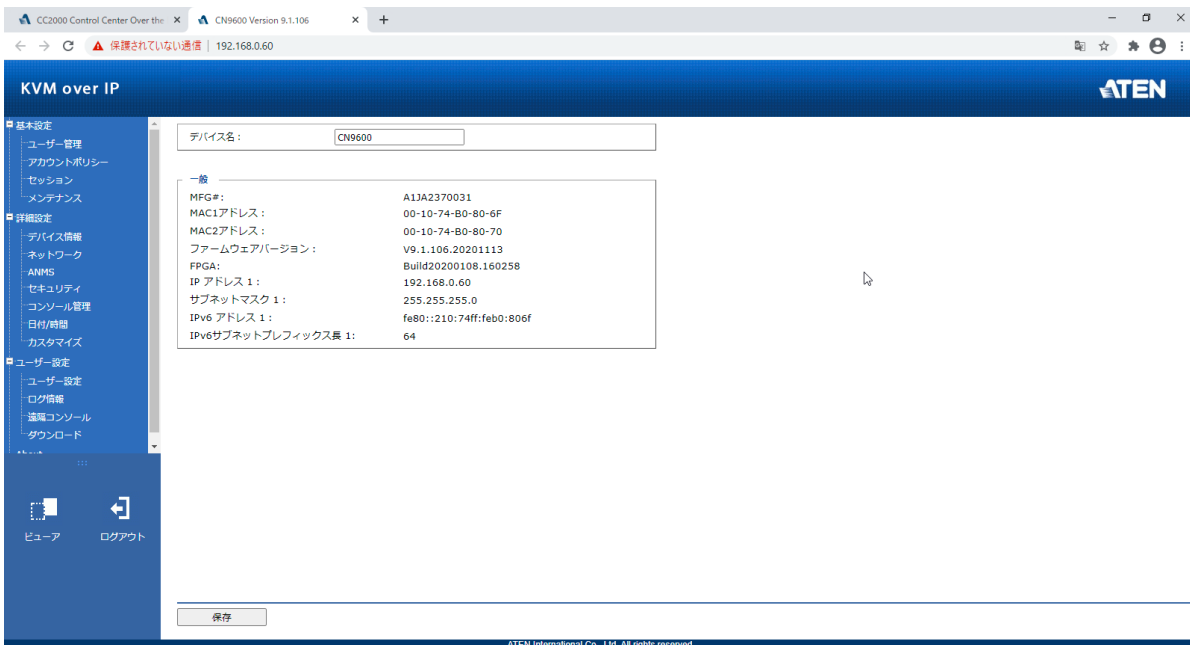 CC2000 Control Center Over the
CN9600 Version 9.1.106
保護されていない通信 | 192.168.0.60
KVM over IP
ATEN
基本設定
ユーザー管理
アカウントポリシー
セッション
メンテナンス
詳細設定
デバイス情報
ネットワーク
ANMS
セキュリティ
コンソール管理
日付/時間
カスタマイズ
ユーザー設定
ユーザー設定
ログ情報
遠隔コンソール
ダウンロード
About
ビューア
ログアウト
デバイス名 : CN9600
一般
MFG#: A1JA2370031
MAC1アドレス : 00-10-74-B0-80-6F
MAC2アドレス : 00-10-74-B0-80-70
ファームウェアバージョン : V9.1.106.20201113
FPGA: Build20200108.160258
IP アドレス 1 : 192.168.0.60
サブネットマスク 1 : 255.255.255.0
IPv6 アドレス 1 : fe80::210:74ff:feb0:806f
IPv6サブネットプレフィックス長 1: 64
保存
ATEN International Co., Ltd. All rights reserved.